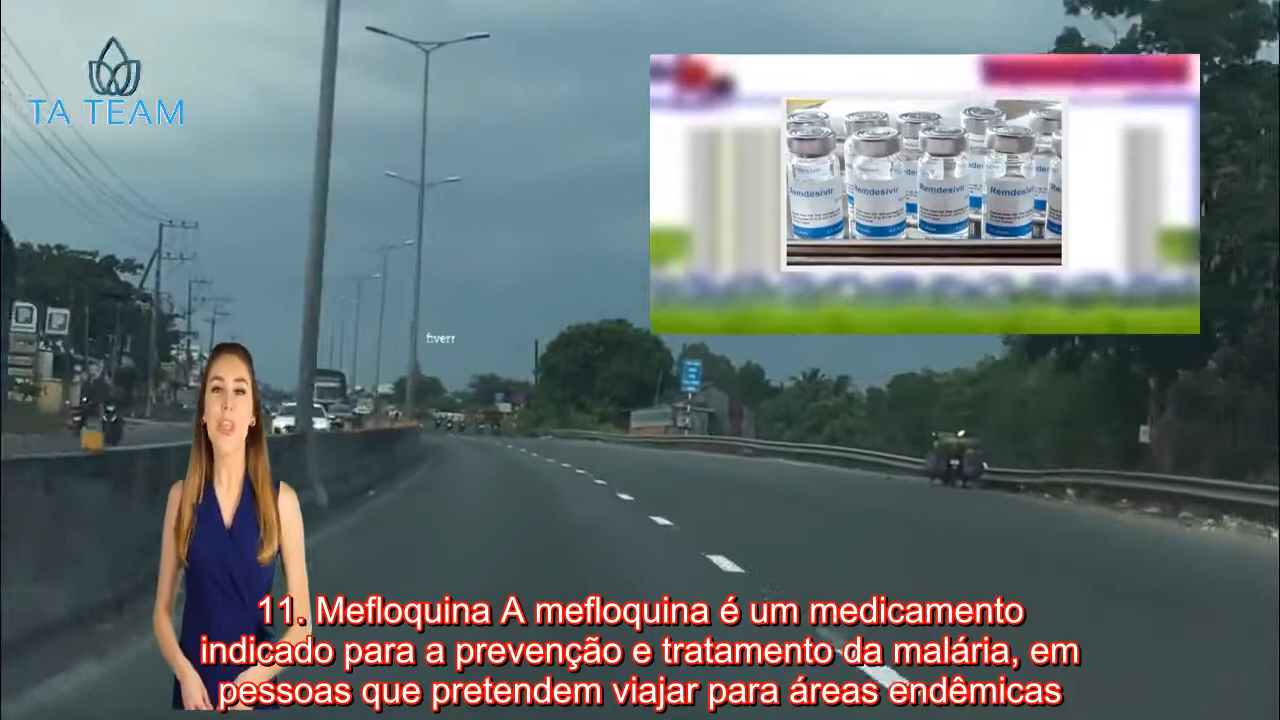 TA TEAM
Remdesivir
Remdesivir
Remdesivir
Remdesivir
fiverr
11. Mefloquina A mefloquina é um medicamento
indicado para a prevenção e tratamento da malária, em
pessoas que pretendem viajar para áreas endêmicas